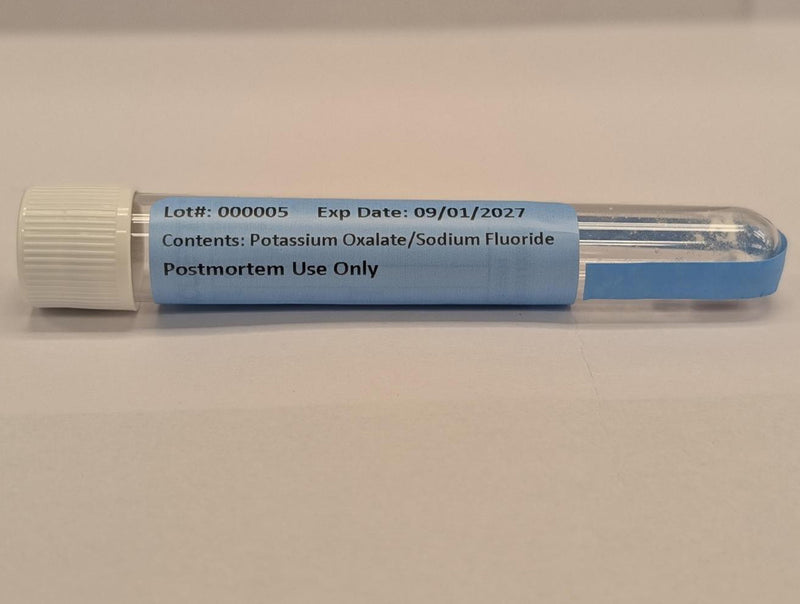 Lot#: 000005 Exp Date: 09/01/2027
Contents: Potassium Oxalate/Sodium Fluoride
Postmortem Use Only